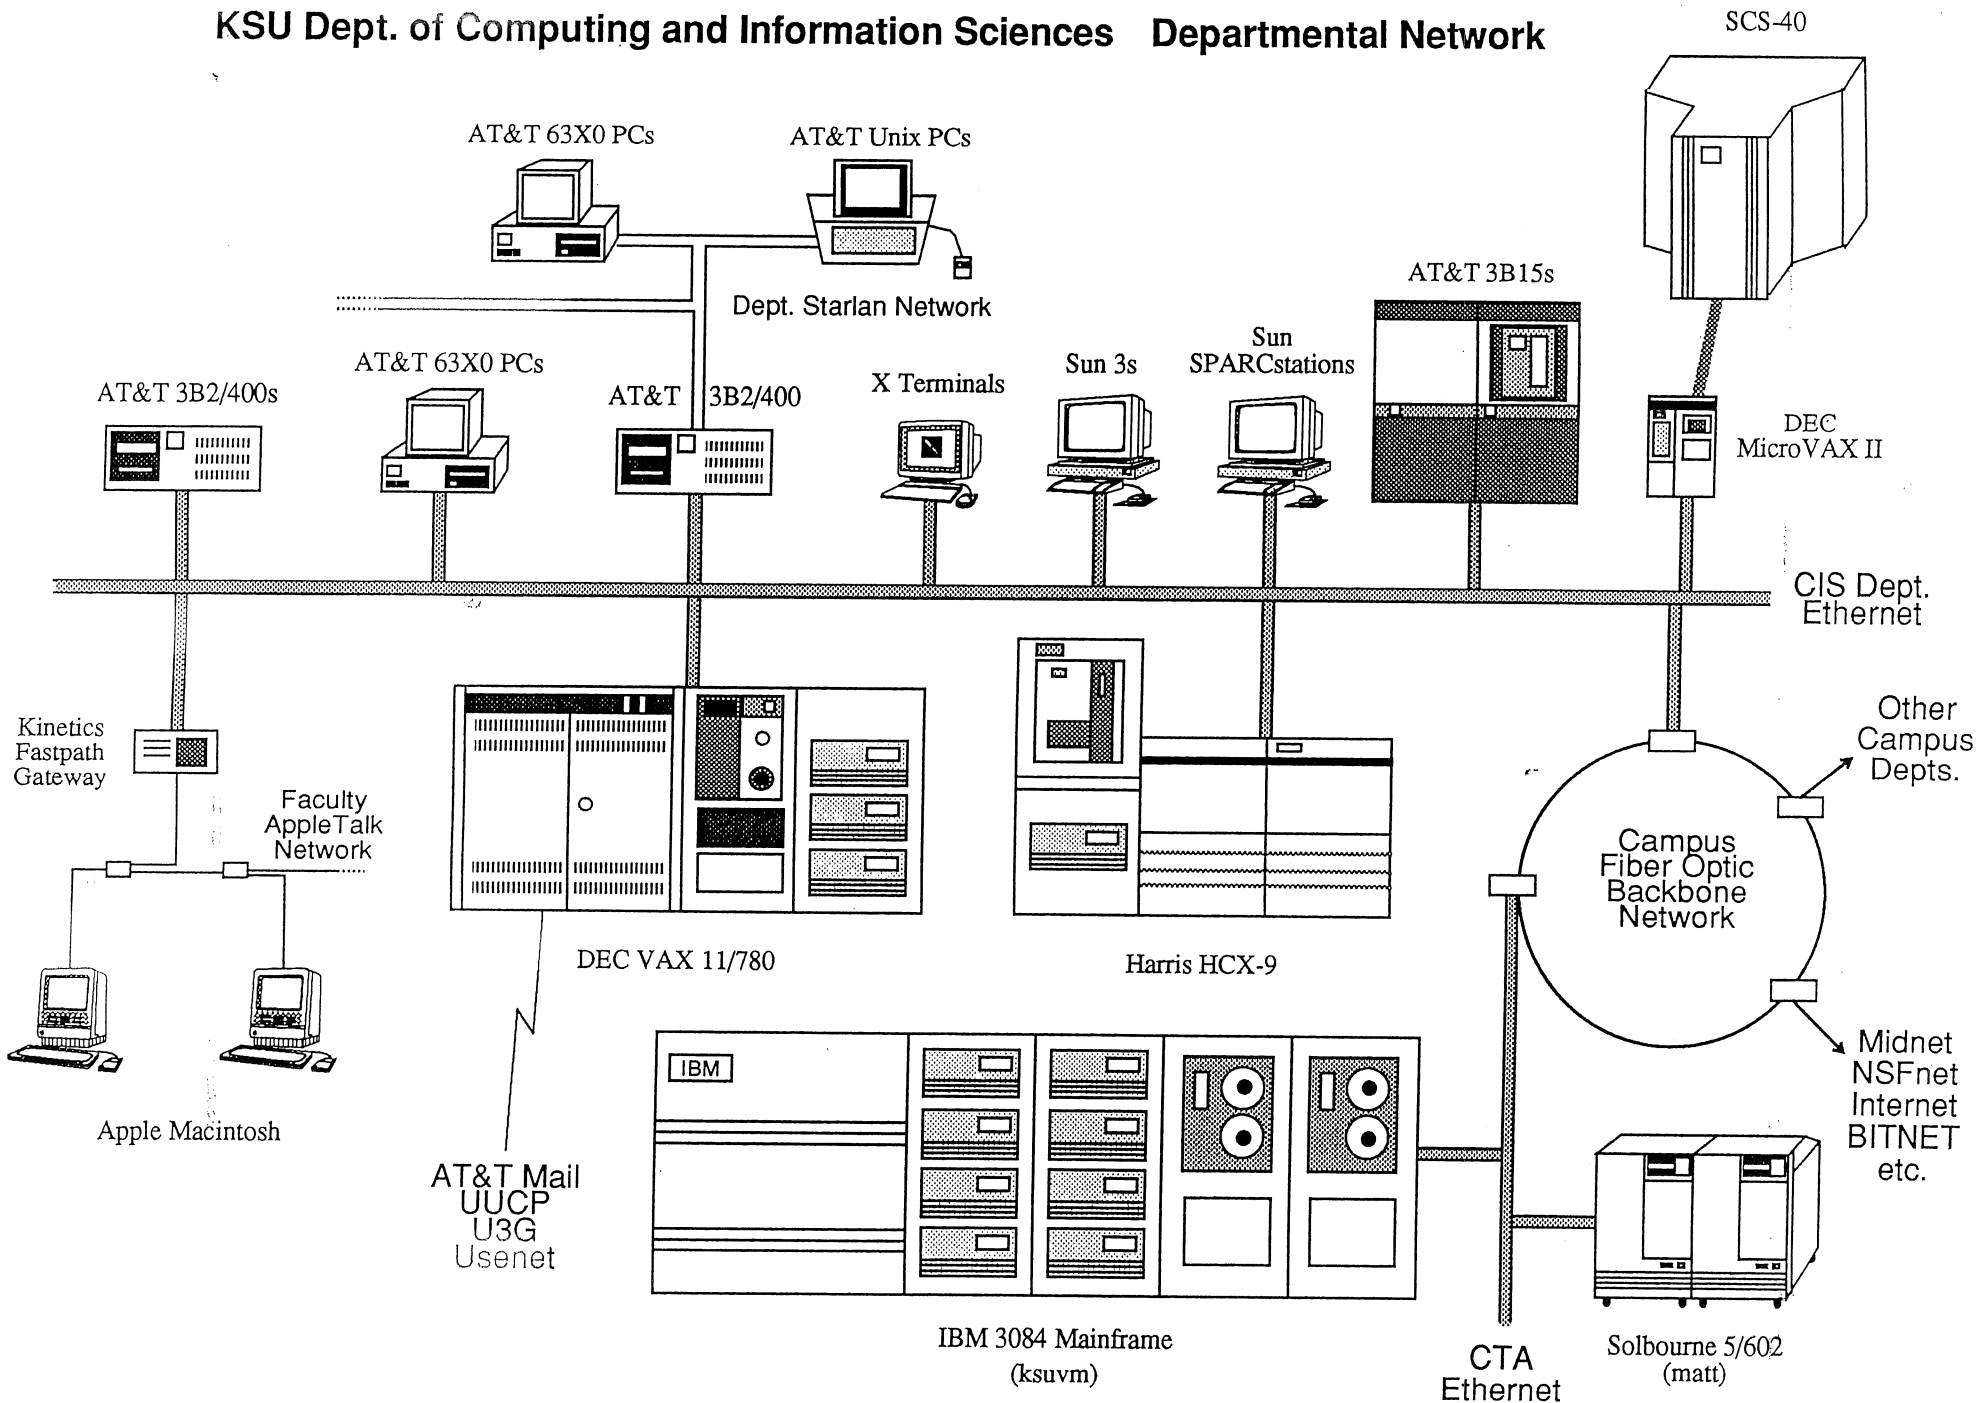 KSU Dept. of Computing and Information Sciences Departmental Network
SCS-40
AT&T 63X0 PCs
AT&T Unix PCs
Dept. Starlan Network
AT&T 3B15s
AT&T 3B2/400s
AT&T 63X0 PCs
AT&T 3B2/400
X Terminals
Sun 3s
Sun
SPARCstations
DEC
MicroVAX II
CIS Dept.
Ethernet
Kinetics
Fastpath
Gateway
Faculty
AppleTalk
Network
Apple Macintosh
DEC VAX 11/780
Harris HCX-9
Other
Campus
Depts.
Campus
Fiber Optic
Backbone
Network
Midnet
NSFnet
Internet
BITNET
etc.
AT&T Mail
UUCP
U3G
Usenet
IBM
IBM 3084 Mainframe
(ksuvm)
CTA
Ethernet
Solbourne 5/602
(matt)